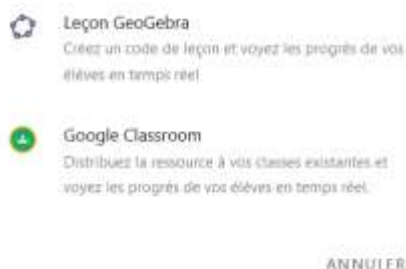 Leçon GeoGebra
Créez un code de leçon et voyez les progrès de vos
élèves en temps réel
Google Classroom
Distribuez la ressource à vos classes existantes et
voyez les progrès de vos élèves en temps réel.
ANNULER